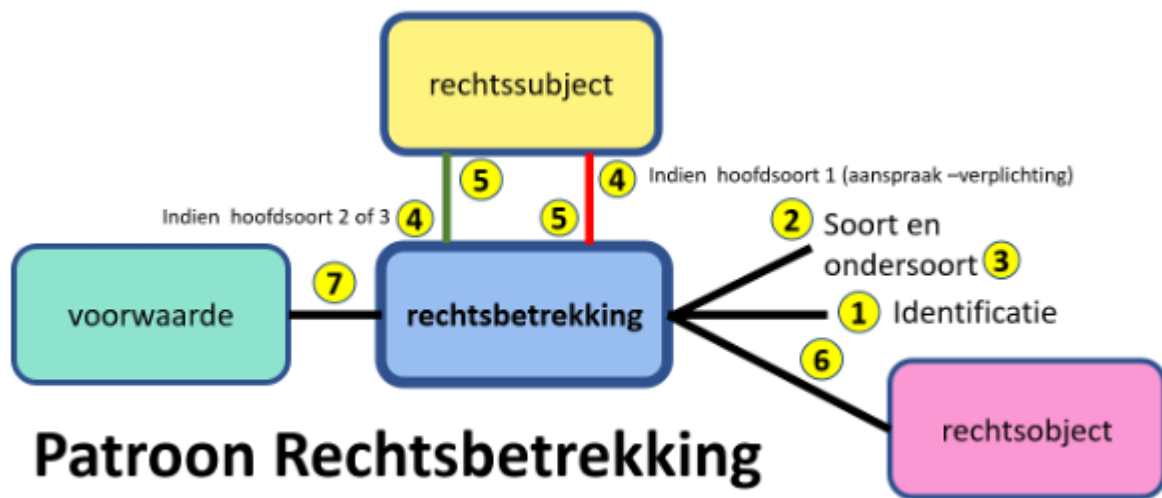 rechtssubject
5
4 Indien hoofdsoort 1 (aanspraak –verplichting)
Indien hoofdsoort 2 of 3 4
5
2 Soort en
ondersoort 3
voorwaarde
7
rechtsbetrekking
1 Identificatie
6
rechtsobject
Patroon Rechtsbetrekking